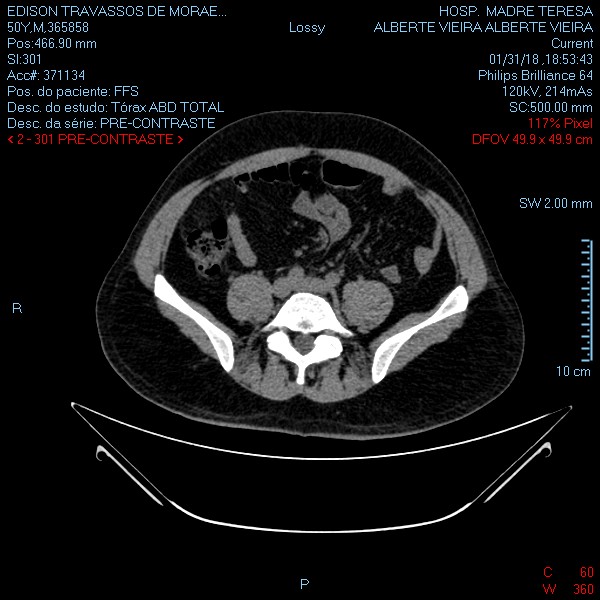 EDISON TRAVASSOS DE MORAE...
50Y,M,365858
Pos:466.90 mm
Sl:301
Acc#: 371134
Pos. do paciente: FFS
Desc. do estudo: Tórax ABD TOTAL
Desc. da série: PRE-CONTRASTE
< 2 - 301 PRE-CONTRASTE >
Lossy
HOSP. MADRE TERESA
ALBERTE VIEIRA ALBERTE VIEIRA
Current
01/31/18 ,18:53:43
Philips Brilliance 64
120kV, 214mAs
SC:500.00 mm
117% Pixel
DFOV 49.9 x 49.9 cm
SW 2.00 mm
R
10 cm
P
C 60
W 360